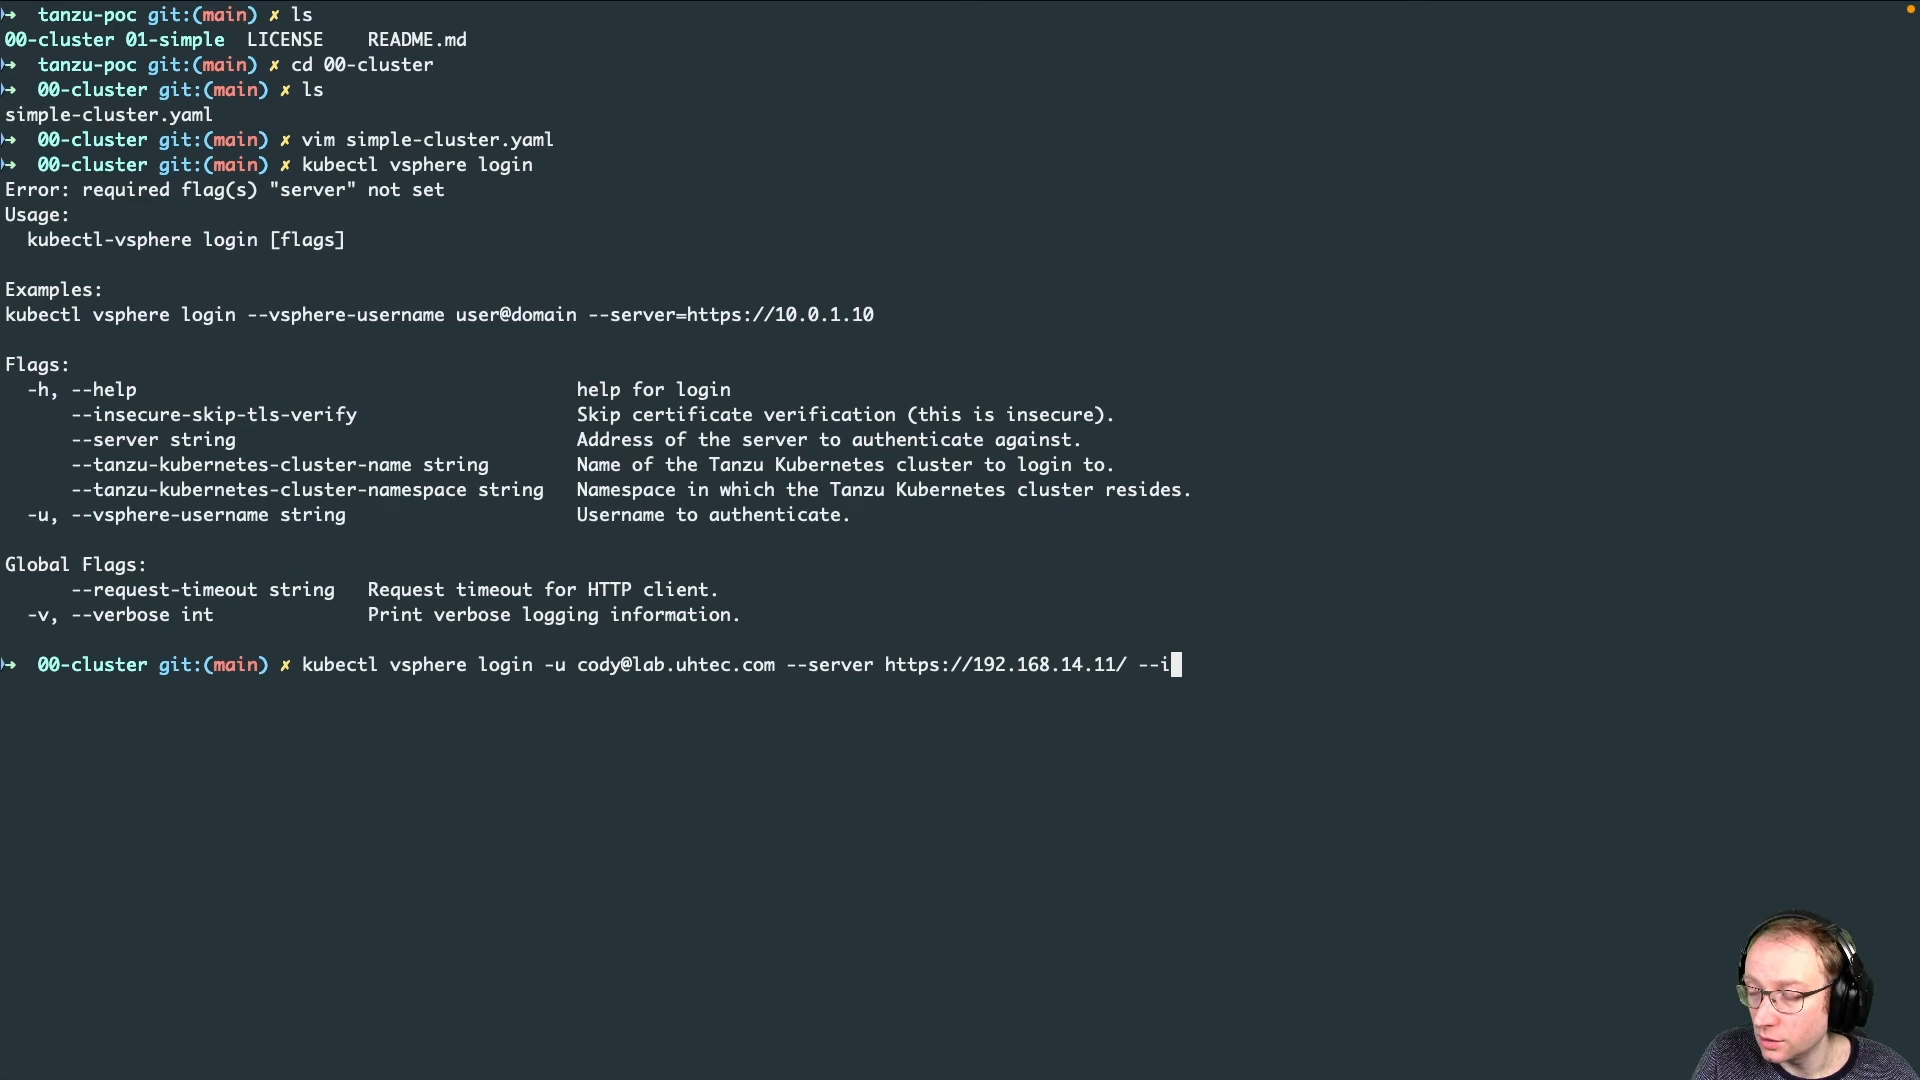 ➜ tanzu-poc git:(main) ✗ ls
00-cluster 01-simple LICENSE README.md
➜ tanzu-poc git:(main) ✗ cd 00-cluster
➜ 00-cluster git:(main) ✗ ls
simple-cluster.yaml
➜ 00-cluster git:(main) ✗ vim simple-cluster.yaml
➜ 00-cluster git:(main) ✗ kubectl vsphere login
Error: required flag(s) "server" not set
Usage:
kubectl-vsphere login [flags]
Examples:
kubectl vsphere login --vsphere-username user@domain --server=https://10.0.1.10
Flags:
-h, --help help for login
--insecure-skip-tls-verify Skip certificate verification (this is insecure).
--server string Address of the server to authenticate against.
--tanzu-kubernetes-cluster-name string Name of the Tanzu Kubernetes cluster to login to.
--tanzu-kubernetes-cluster-namespace string Namespace in which the Tanzu Kubernetes cluster resides.
-u, --vsphere-username string Username to authenticate.
Global Flags:
--request-timeout string Request timeout for HTTP client.
-v, --verbose int Print verbose logging information.
➜ 00-cluster git:(main) ✗ kubectl vsphere login -u cody@lab.uhtec.com --server https://192.168.14.11/ --i